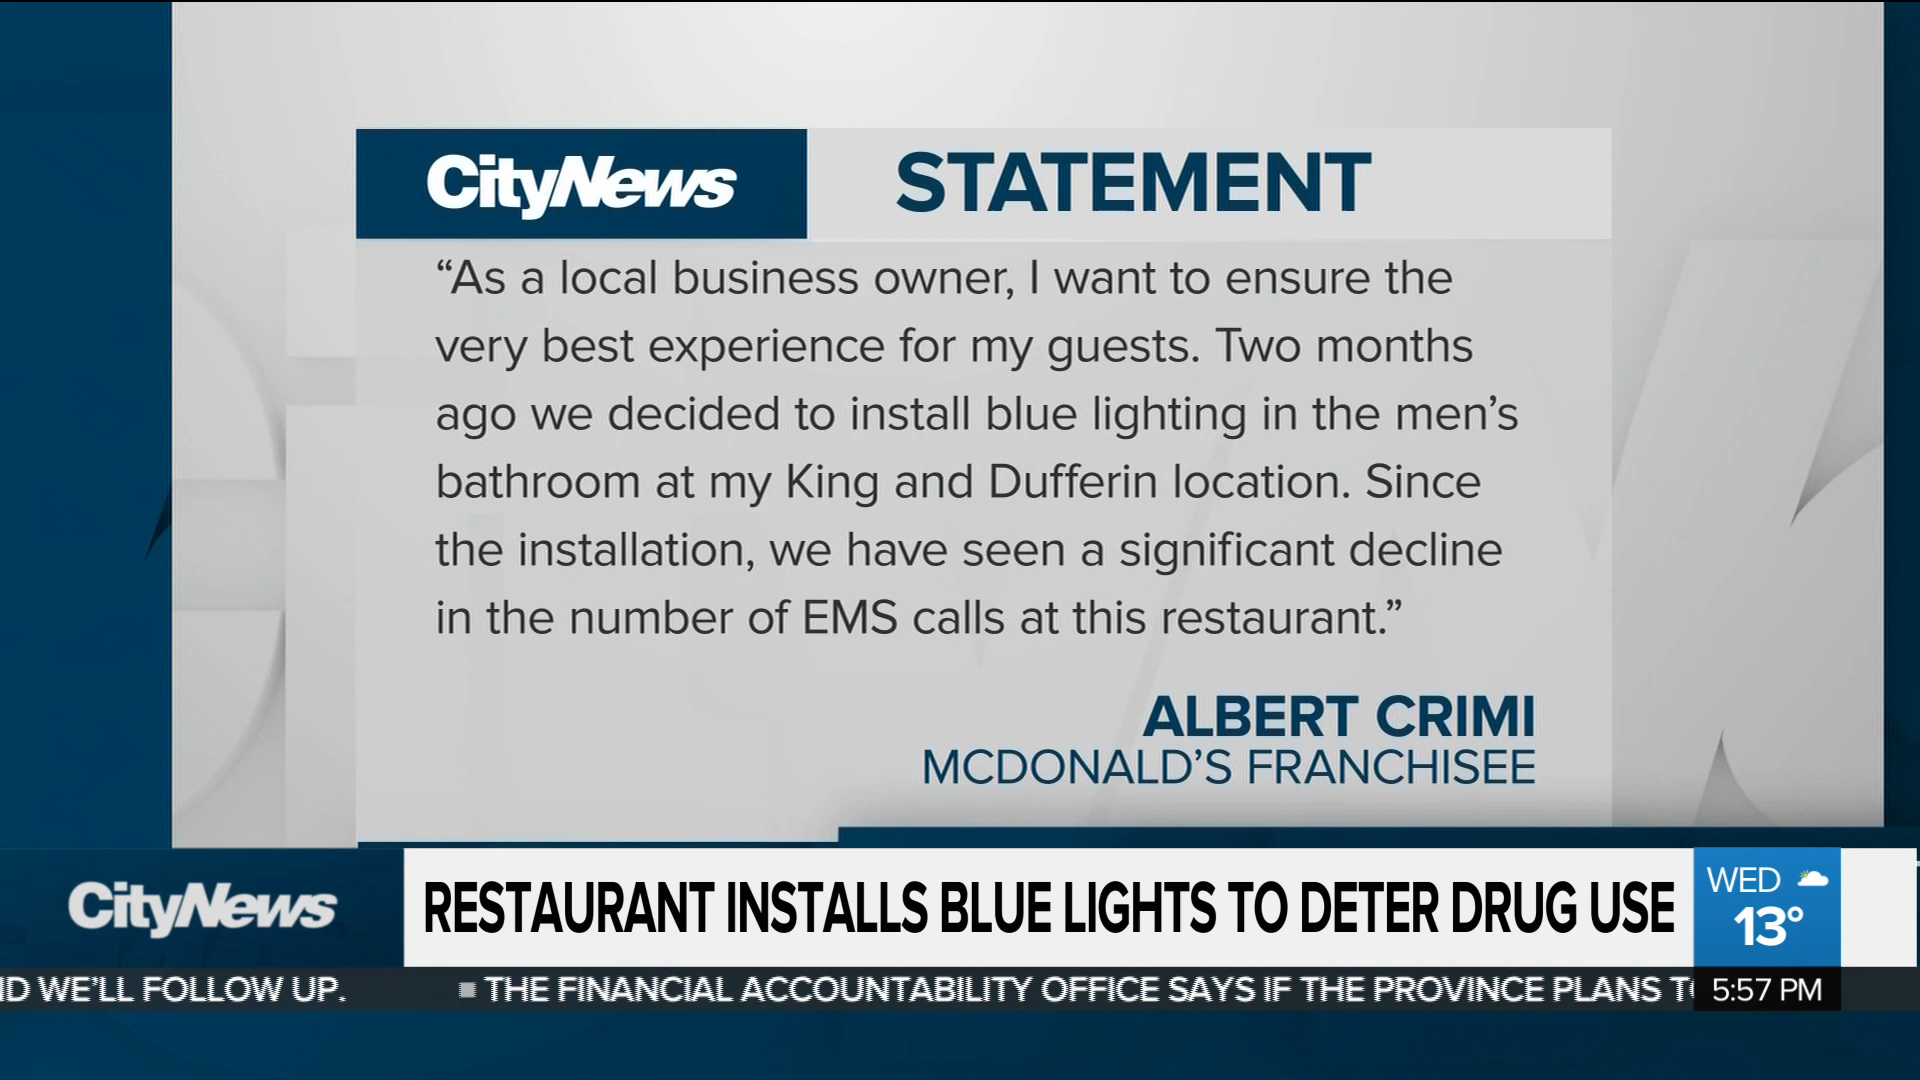 CityNews STATEMENT
“As a local business owner, I want to ensure the
very best experience for my guests. Two months
ago we decided to install blue lighting in the men’s
bathroom at my King and Dufferin location. Since
the installation, we have seen a significant decline
in the number of EMS calls at this restaurant.”
ALBERT CRIMI
MCDONALD’S FRANCHISEE
CityNews
RESTAURANT INSTALLS BLUE LIGHTS TO DETER DRUG USE
WED
13°
WE’LL FOLLOW UP. ■ THE FINANCIAL ACCOUNTABILITY OFFICE SAYS IF THE PROVINCE PLANS
5:57 PM